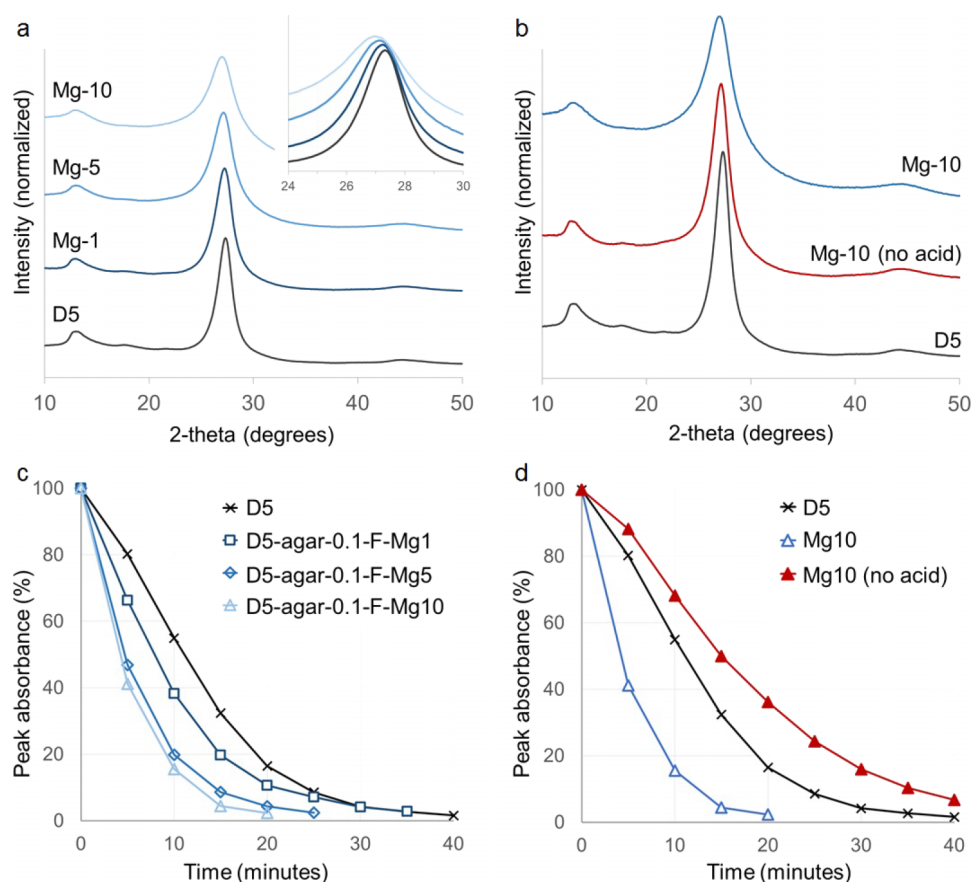 a
Mg-10
Mg-5
Mg-1
D5
24 26 28 30
Intensity (normalized)
10 20 30 40 50
2-theta (degrees)
b
Mg-10
Mg-10 (no acid)
D5
Intensity (normalized)
10 20 30 40 50
2-theta (degrees)
c
D5
D5-agar-0.1-F-Mg1
D5-agar-0.1-F-Mg5
D5-agar-0.1-F-Mg10
100
80
60
40
20
0
Peak absorbance (%)
0 10 20 30 40
Time (minutes)
d
D5
Mg10
Mg10 (no acid)
100
80
60
40
20
0
Peak absorbance (%)
0 10 20 30 40
Time (minutes)